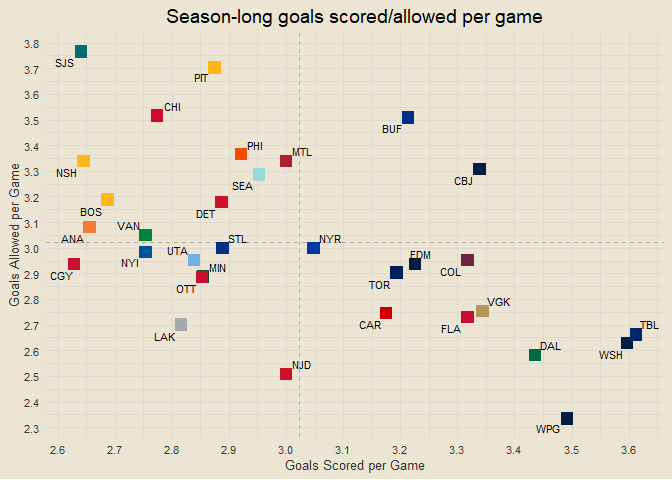 Season-long goals scored/allowed per game
3.8
SJS
3.7
PIT
3.6
CHI
3.5
BUF
3.4
PHI
MTL
3.3
NSH
SEA
CBJ
3.2
BOS
DET
3.1
ANA
VAN
3.0
NYI
UTA
STL
NYR
EDM
2.9
CGY
OTT
MIN
TOR
COL
2.8
VGK
2.7
LAK
CAR
FLA
TBL
2.6
DAL
WSH
2.5
NJD
2.4
WPG
2.3
2.6 2.7 2.8 2.9 3.0 3.1 3.2 3.3 3.4 3.5 3.6
Goals Scored per Game
Goals Allowed per Game